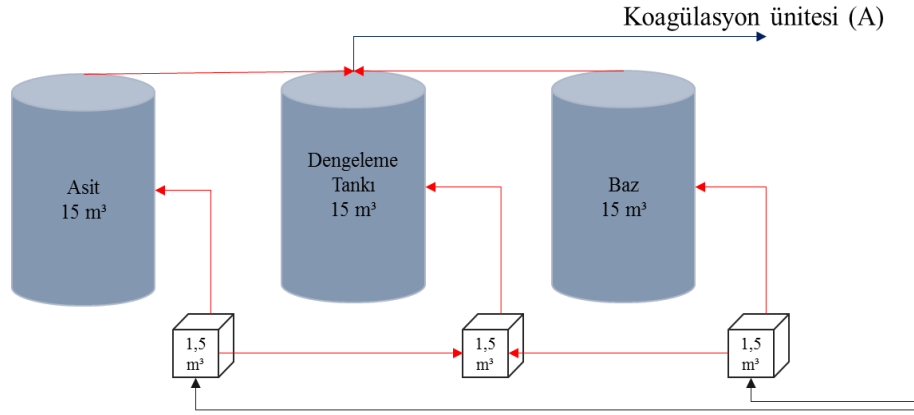 Koagülasyon ünitesi (A)
Asit
15 m³
Dengeleme
Tankı
15 m³
Baz
15 m³
1,5
m³
1,5
m³
1,5
m³